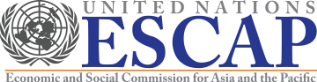 UNITED NATIONS
ESCAP
Economic and Social Commission for Asia and the Pacific